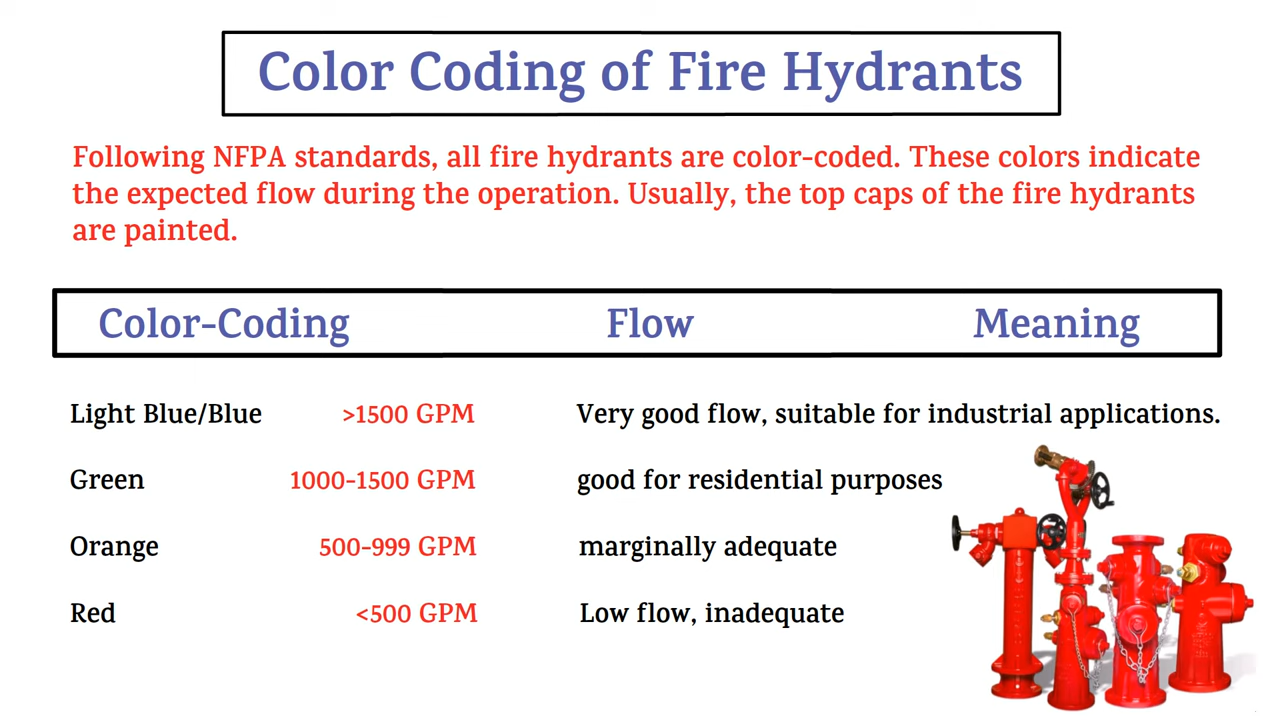 Color Coding of Fire Hydrants
Following NFPA standards, all fire hydrants are color-coded. These colors indicate
the expected flow during the operation. Usually, the top caps of the fire hydrants
are painted.
Color-Coding Flow Meaning
Light Blue/Blue >1500 GPM Very good flow, suitable for industrial applications.
Green 1000-1500 GPM good for residential purposes
Orange 500-999 GPM marginally adequate
Red <500 GPM Low flow, inadequate